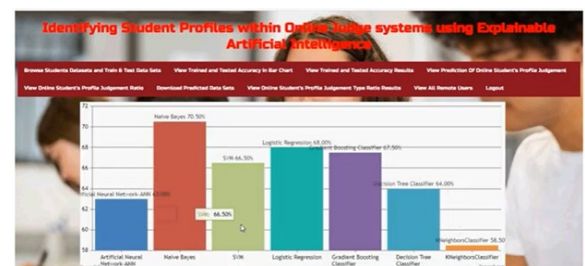 Identifying Student Profiles within Online Judge systems using Explainable
Artificial Intelligence
Browse Students Datasets and Train & Test Data Sets View Trained and Tested Accuracy in Bar Chart View Trained and Tested Accuracy Results View Prediction Of Online Student's Profile Judgement
View Online Student's Profile Judgement Ratio Download Predicted Data Sets View Online Student's Profile Judgement Type Ratio Results View All Remote Users Logout
72
Naive Bayes 70.50%
70
Logistic Regression 68.00%
Gradient Boosting Classifier 67.50%
68
SVM 66.50%
66
Decision Tree Classifier 64.00%
64
icial Neural Network-ANN
62
SVM: 66.50%
60
KNeighborsClassifier 58.50
58
Artificial Neural Network-ANN
Naive Bayes
SVM
Logistic Regression
Gradient Boosting Classifier
Decision Tree Classifier
KNeighborsClassifier